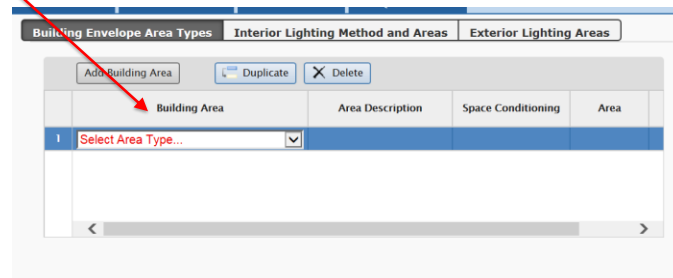 Building Envelope Area Types Interior Lighting Method and Areas Exterior Lighting Areas
Add Building Area Duplicate Delete
Building Area Area Description Space Conditioning Area
1 Select Area Type...